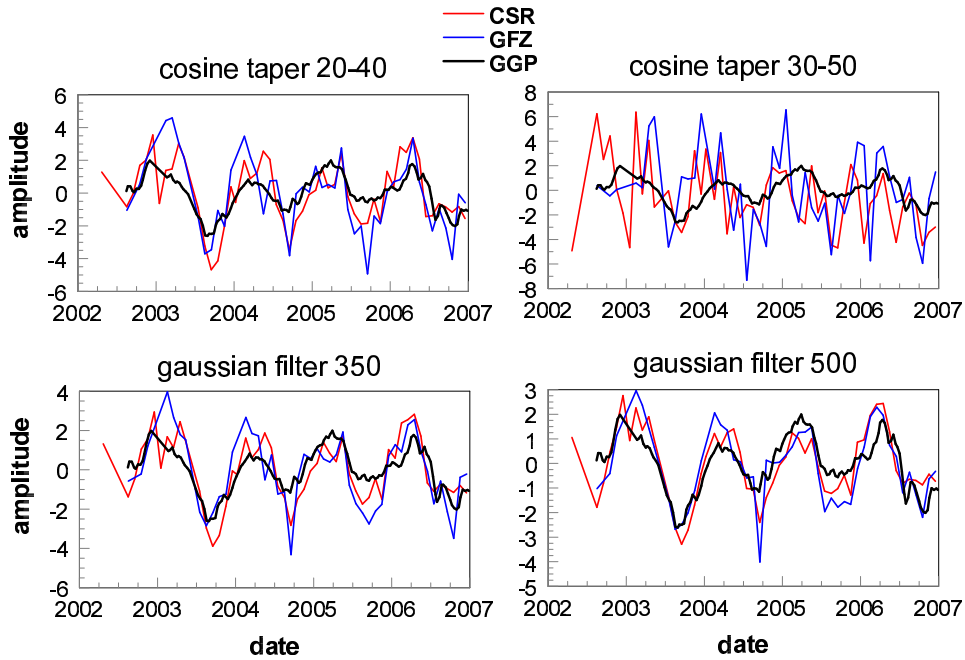 CSR
GFZ
GGP
cosine taper 20-40
cosine taper 30-50
amplitude
6
4
2
0
-2
-4
-6
2002 2003 2004 2005 2006 2007
8
6
4
2
0
-2
-4
-6
-8
2002 2003 2004 2005 2006 2007
gaussian filter 350
gaussian filter 500
amplitude
4
2
0
-2
-4
-6
2002 2003 2004 2005 2006 2007
date
3
2
1
0
-1
-2
-3
-4
-5
2002 2003 2004 2005 2006 2007
date